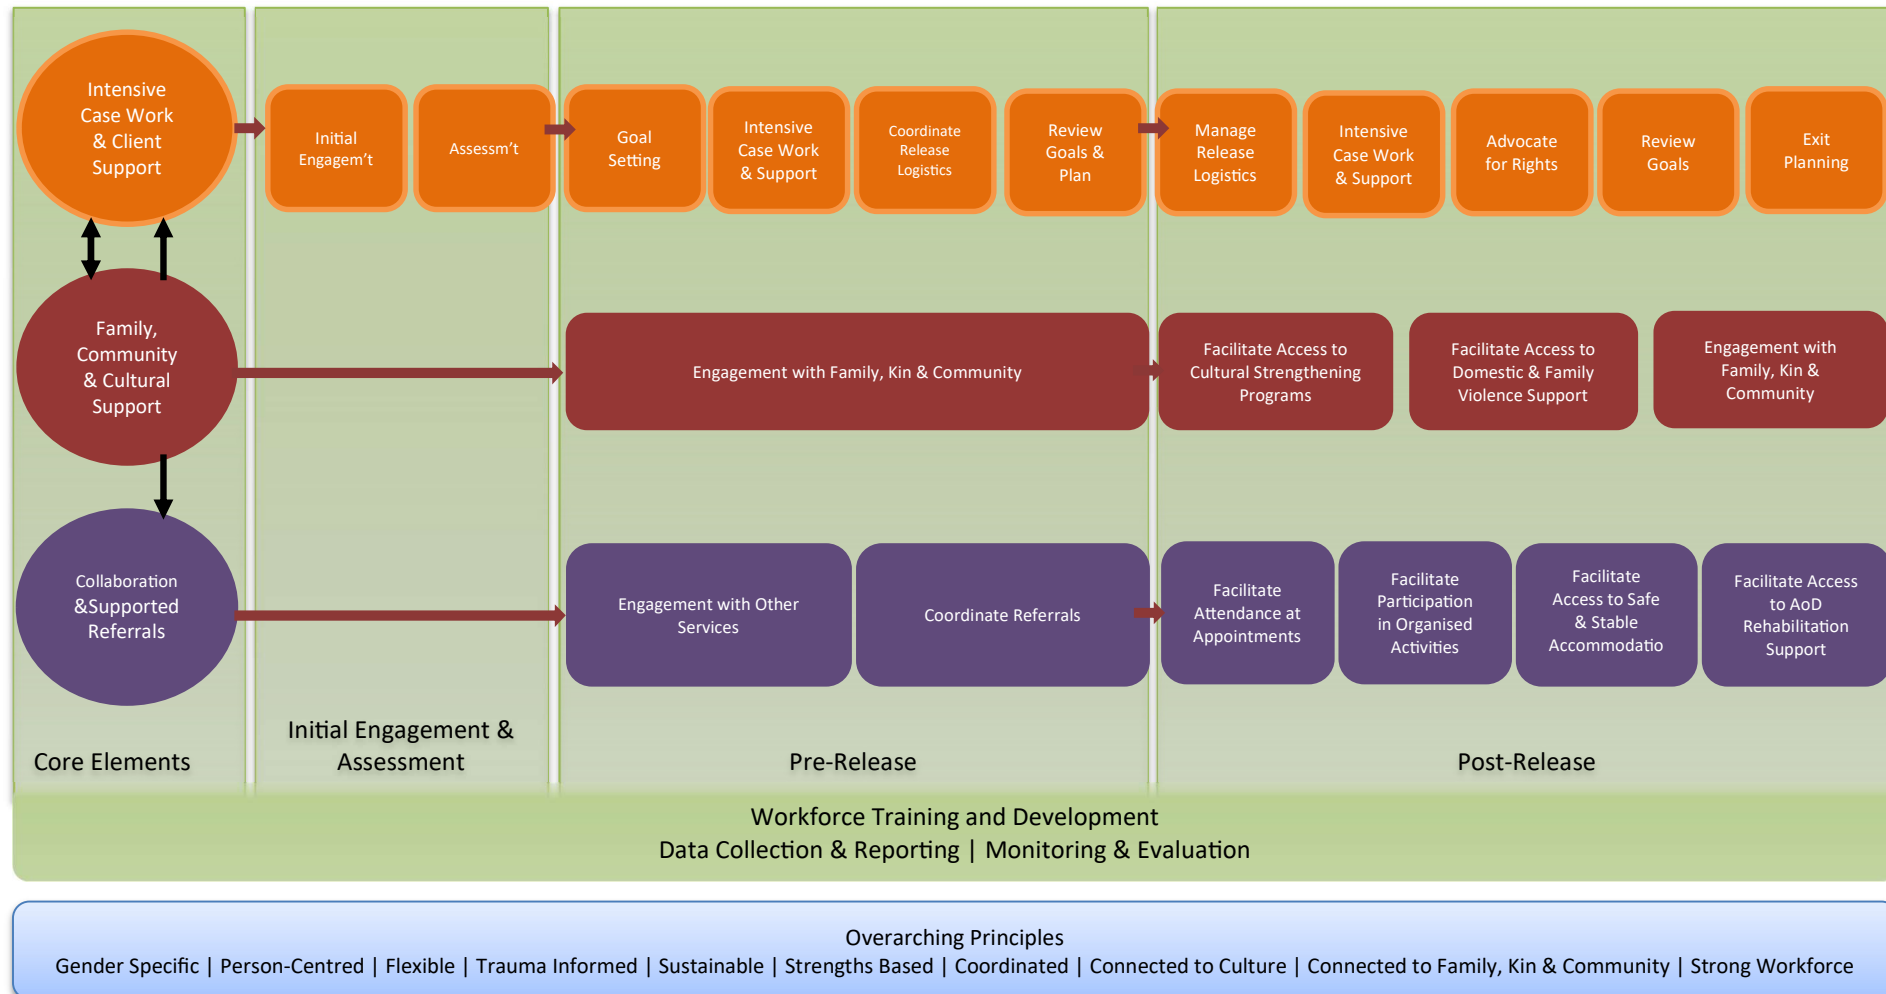 Intensive
Case Work
& Client
Support
Initial
Engagem't
Assessm't
Goal
Setting
Intensive
Case Work
& Support
Coordinate
Release
Logistics
Review
Goals &
Plan
Manage
Release
Logistics
Intensive
Case Work
& Support
Advocate
for Rights
Review
Goals
Exit
Planning
Family,
Community
& Cultural
Support
Engagement with Family, Kin & Community
Facilitate Access to
Cultural Strengthening
Programs
Facilitate Access to
Domestic & Family
Violence Support
Engagement with
Family, Kin &
Community
Collaboration
&Supported
Referrals
Engagement with Other
Services
Coordinate Referrals
Facilitate
Attendance at
Appointments
Facilitate
Participation
in Organised
Activities
Facilitate
Access to Safe
& Stable
Accommodatio
Facilitate Access
to AoD
Rehabilitation
Support
Core Elements
Initial Engagement &
Assessment
Pre-Release
Post-Release
Workforce Training and Development
Data Collection & Reporting | Monitoring & Evaluation
Overarching Principles
Gender Specific | Person-Centred | Flexible | Trauma Informed | Sustainable | Strengths Based | Coordinated | Connected to Culture | Connected to Family, Kin & Community | Strong Workforce